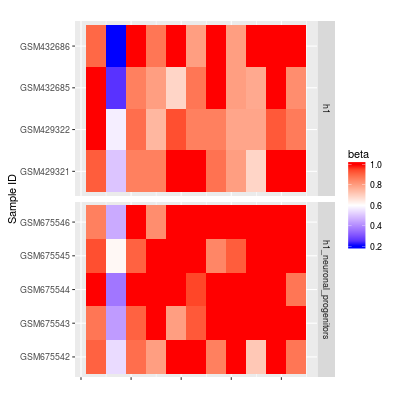 GSM432686
GSM432685
GSM429322
GSM429321
h1
GSM675546
GSM675545
GSM675544
GSM675543
GSM675542
h1_neuronal_progenitors
Sample ID
beta
1.0
0.8
0.6
0.4
0.2